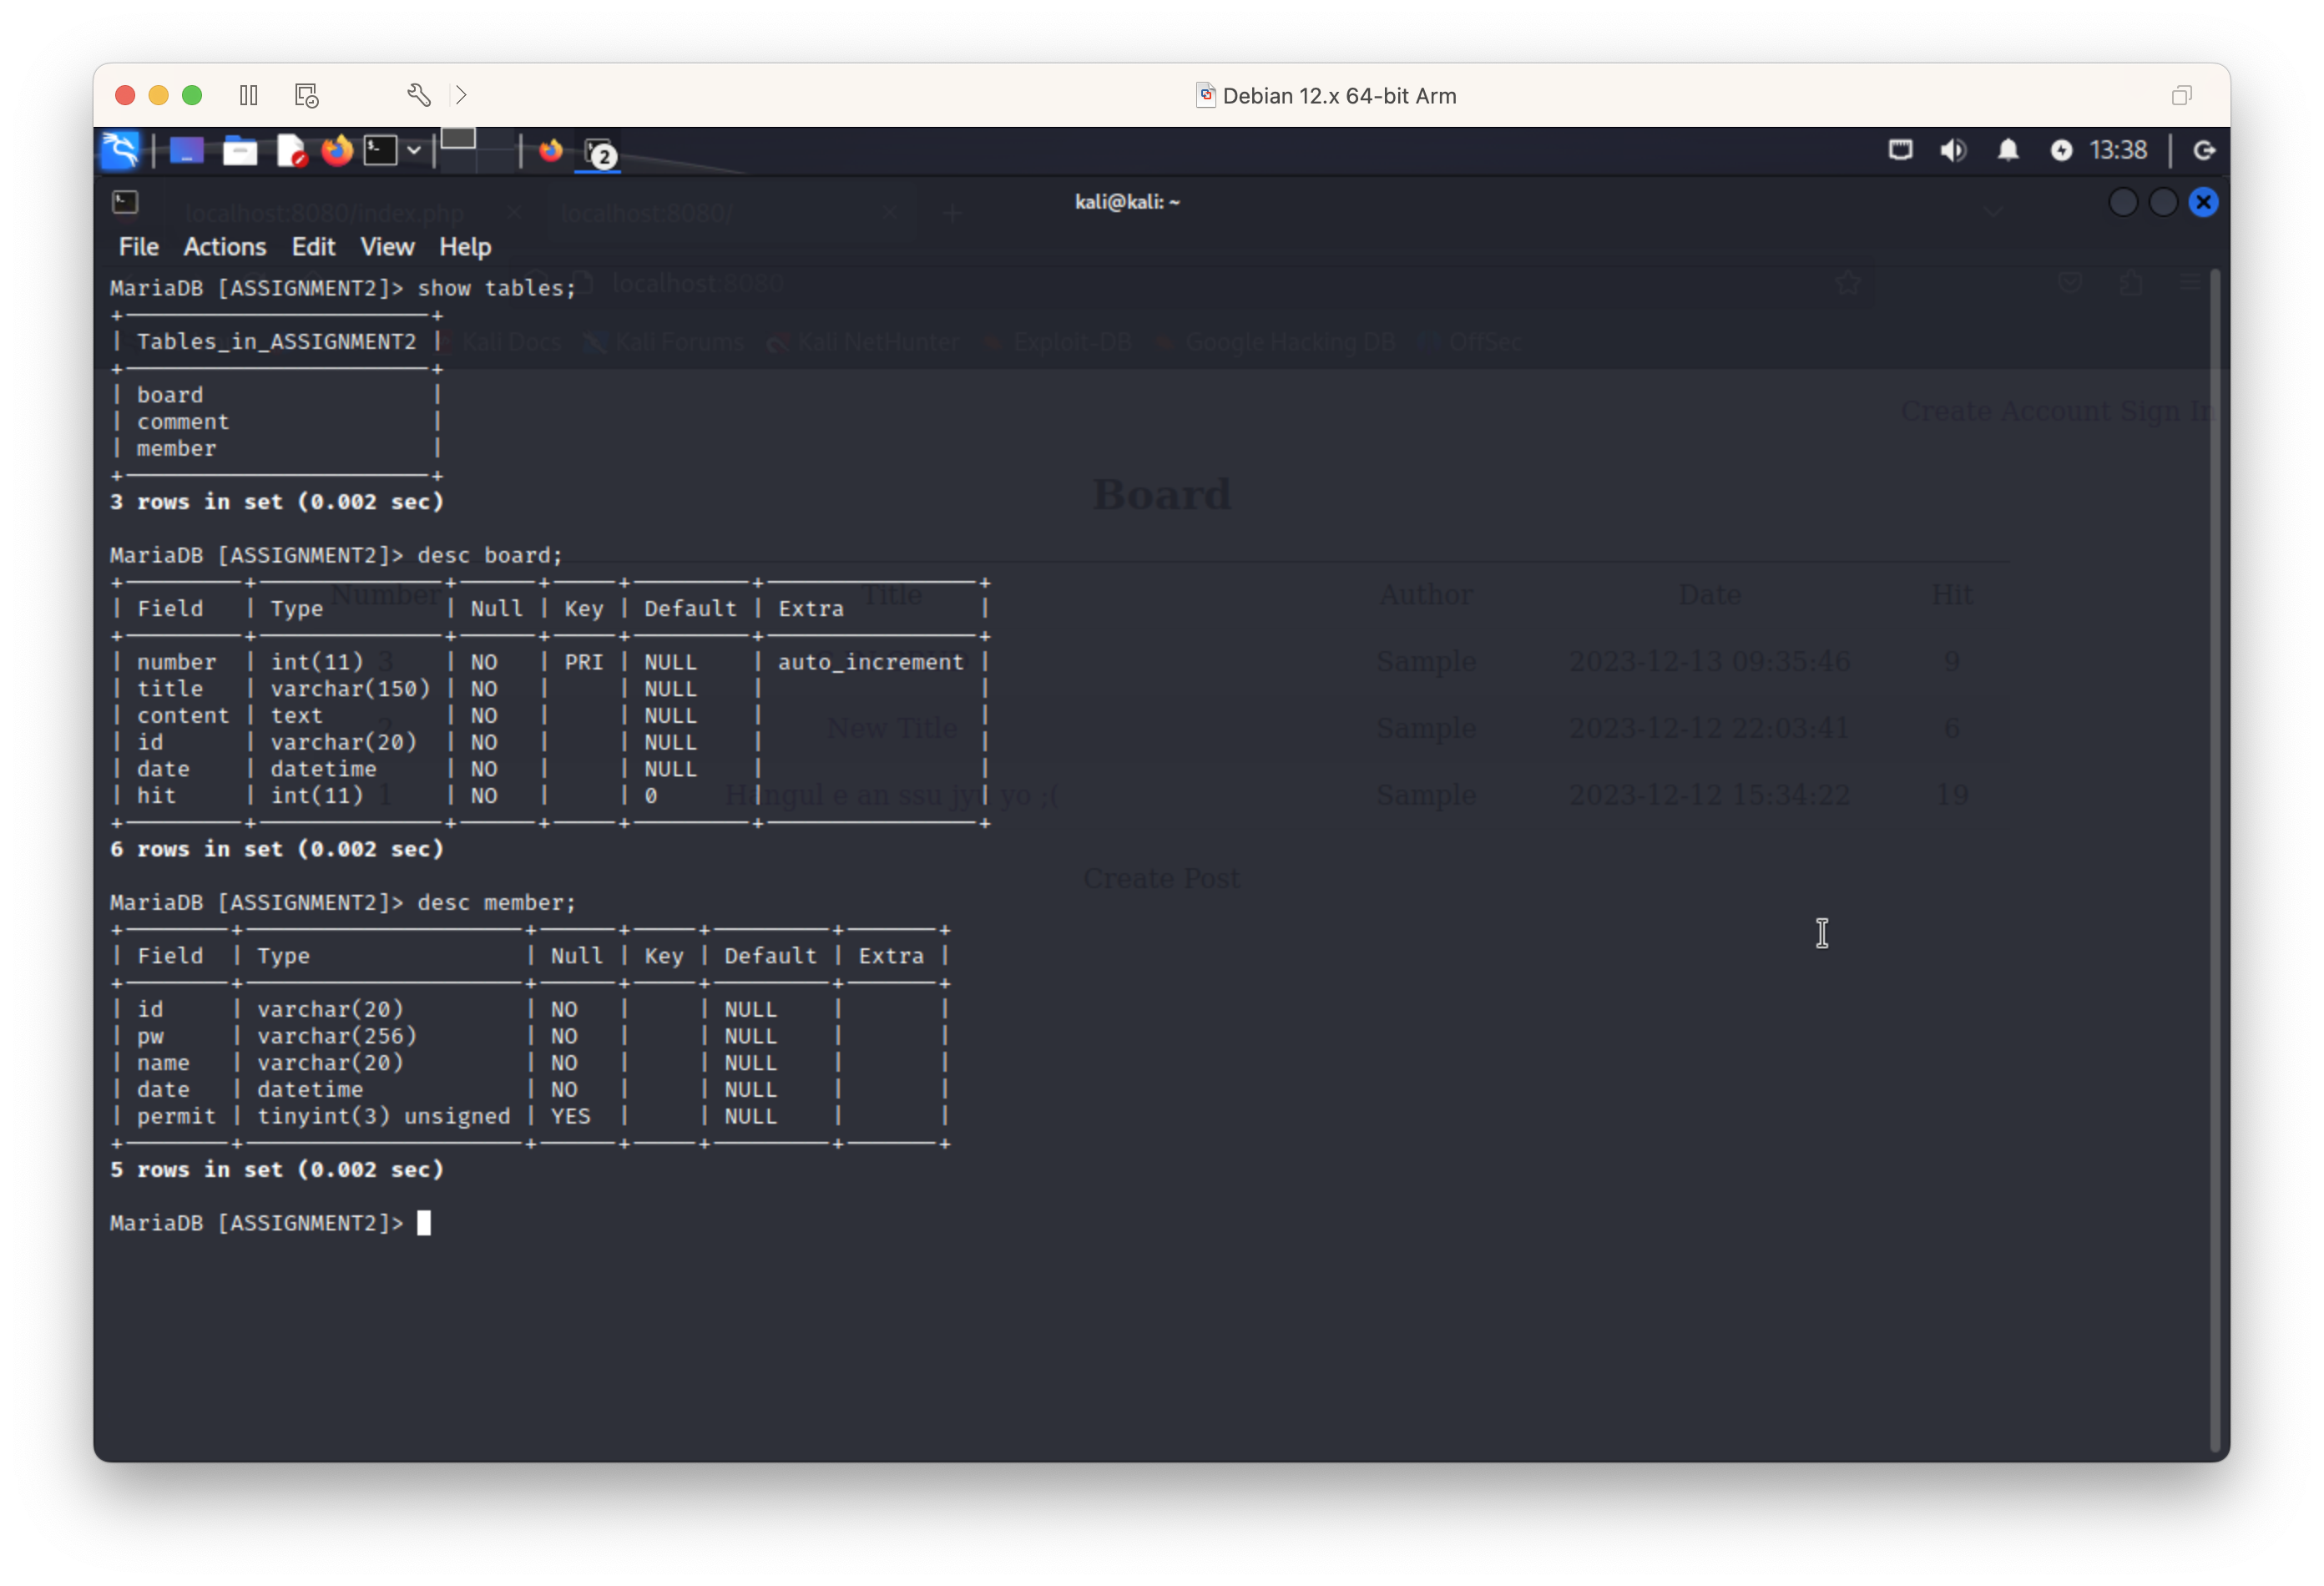 Debian 12.x 64-bit Arm
2
13:38
kali@kali: ~
localhost:8080/index.php
localhost:8080/
File Actions Edit View Help
localhost:8080
Kali Docs Kali Forums Kali NetHunter Exploit-DB Google Hacking DB OffSec
MariaDB [ASSIGNMENT2]> show tables;
+---------------------+
| Tables_in_ASSIGNMENT2 |
+---------------------+
| board |
| comment |
| member |
+---------------------+
3 rows in set (0.002 sec)
MariaDB [ASSIGNMENT2]> desc board;
+---------+--------------+------+-----+---------+----------------+
| Field | Type | Null | Key | Default | Extra |
+---------+--------------+------+-----+---------+----------------+
| number | int(11) | NO | PRI | NULL | auto_increment |
| title | varchar(150) | NO | | NULL | |
| content | text | NO | | NULL | |
| id | varchar(20) | NO | | NULL | |
| date | datetime | NO | | NULL | |
| hit | int(11) | NO | | 0 | |
+---------+--------------+------+-----+---------+----------------+
6 rows in set (0.002 sec)
MariaDB [ASSIGNMENT2]> desc member;
+--------+---------------------+------+-----+---------+-------+
| Field | Type | Null | Key | Default | Extra |
+--------+---------------------+------+-----+---------+-------+
| id | varchar(20) | NO | | NULL | |
| pw | varchar(256) | NO | | NULL | |
| name | varchar(20) | NO | | NULL | |
| date | datetime | NO | | NULL | |
| permit | tinyint(3) unsigned | YES | | NULL | |
+--------+---------------------+------+-----+---------+-------+
5 rows in set (0.002 sec)
MariaDB [ASSIGNMENT2]>
Create Account Sign In
Board
Number Title Author Date Hit
3 Sample 2023-12-13 09:35:46 9
2 New Title Sample 2023-12-12 22:03:41 6
1 Hangul e an ssu jyu yo ;( Sample 2023-12-12 15:34:22 19
Create Post